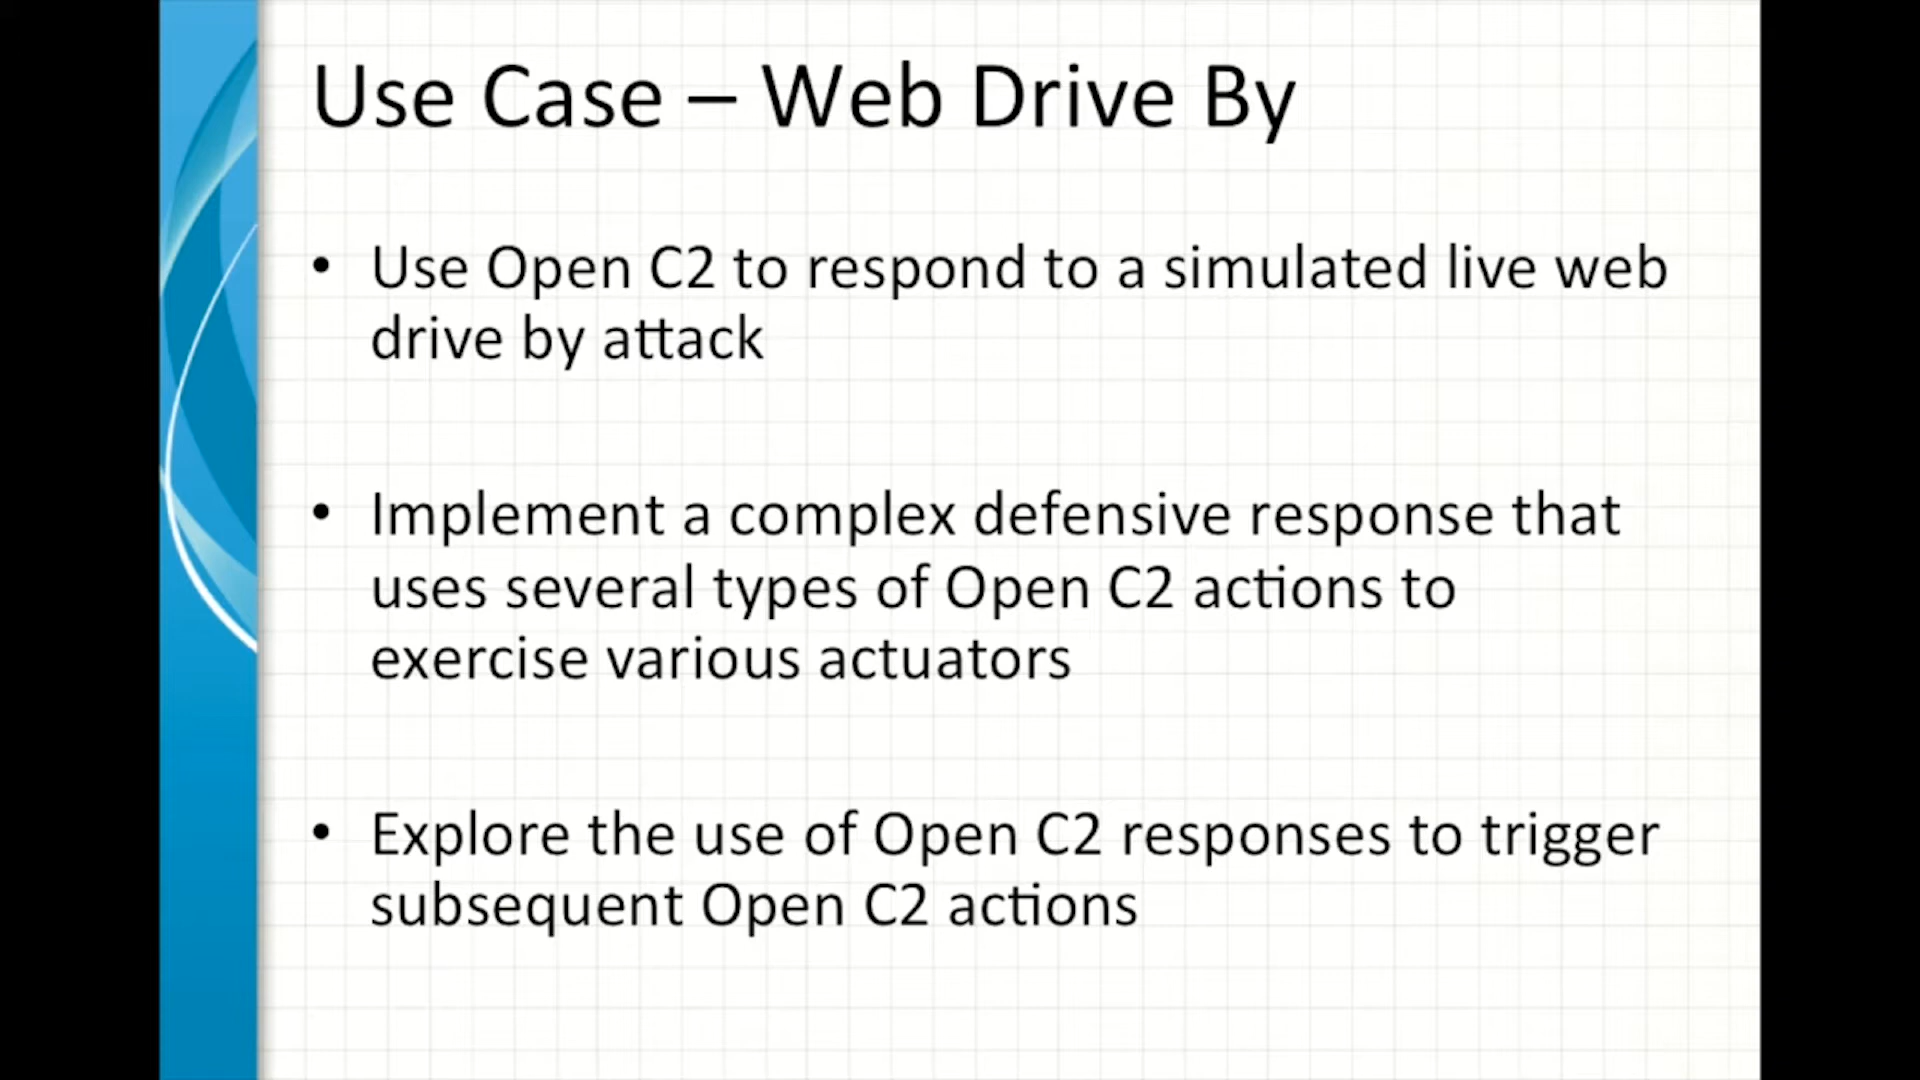 Use Case – Web Drive By
• Use Open C2 to respond to a simulated live web
drive by attack
• Implement a complex defensive response that
uses several types of Open C2 actions to
exercise various actuators
• Explore the use of Open C2 responses to trigger
subsequent Open C2 actions